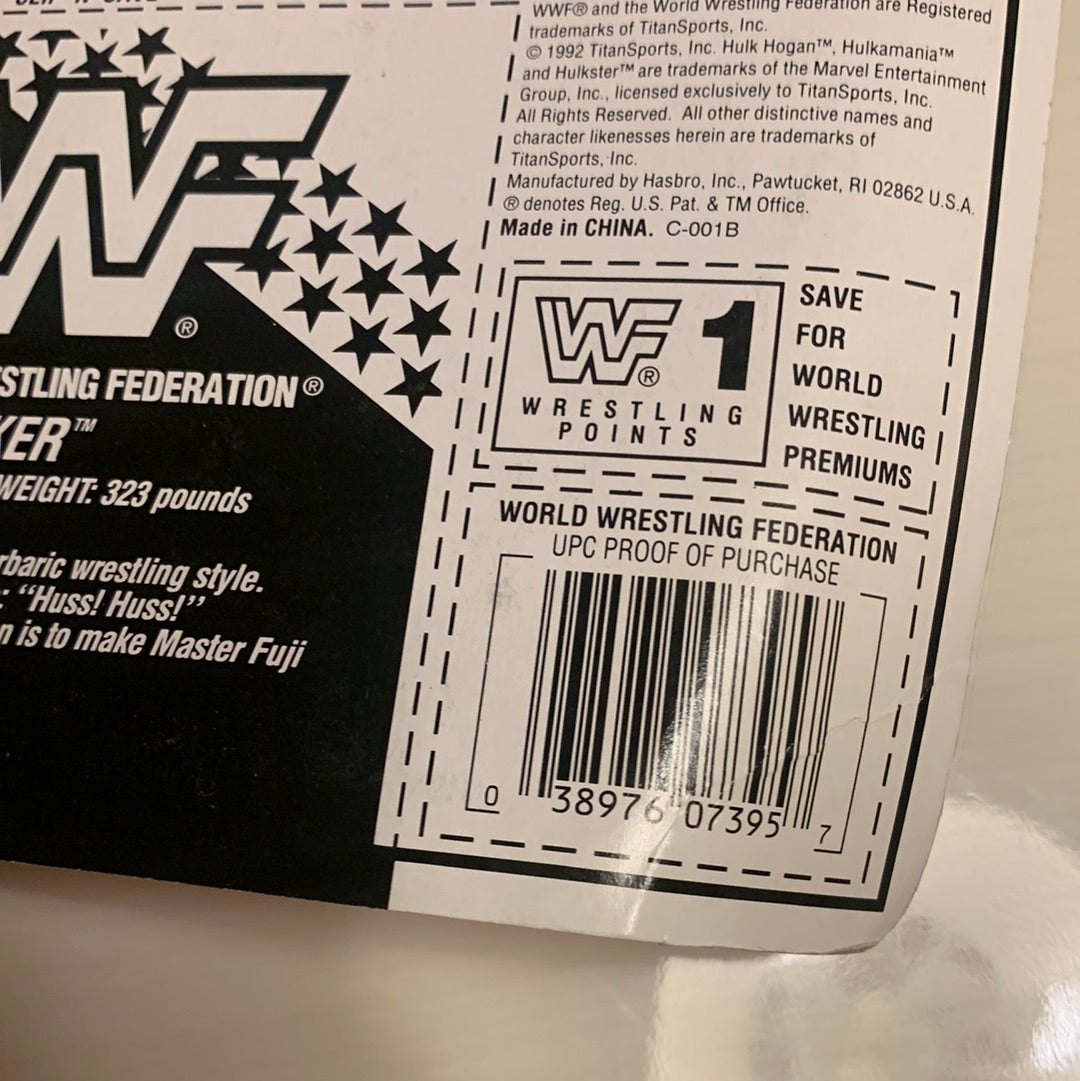 WWF® and the World Wrestling Federation are Registered
trademarks of TitanSports, Inc.
© 1992 TitanSports, Inc. Hulk Hogan™, Hulkamania™
and Hulkster™ are trademarks of the Marvel Entertainment
Group, Inc., licensed exclusively to TitanSports, Inc.
All Rights Reserved. All other distinctive names and
character likenesses herein are trademarks of
TitanSports, Inc.
Manufactured by Hasbro, Inc., Pawtucket, RI 02862 U.S.A.
® denotes Reg. U.S. Pat. & TM Office.
Made in CHINA. C-001B
WF
®
STLING FEDERATION®
KER™
WEIGHT: 323 pounds
rbaric wrestling style.
: "Huss! Huss!"
n is to make Master Fuji
WF® 1
WRESTLING
POINTS
SAVE
FOR
WORLD
WRESTLING
PREMIUMS
WORLD WRESTLING FEDERATION
UPC PROOF OF PURCHASE
0 38976 07395 7